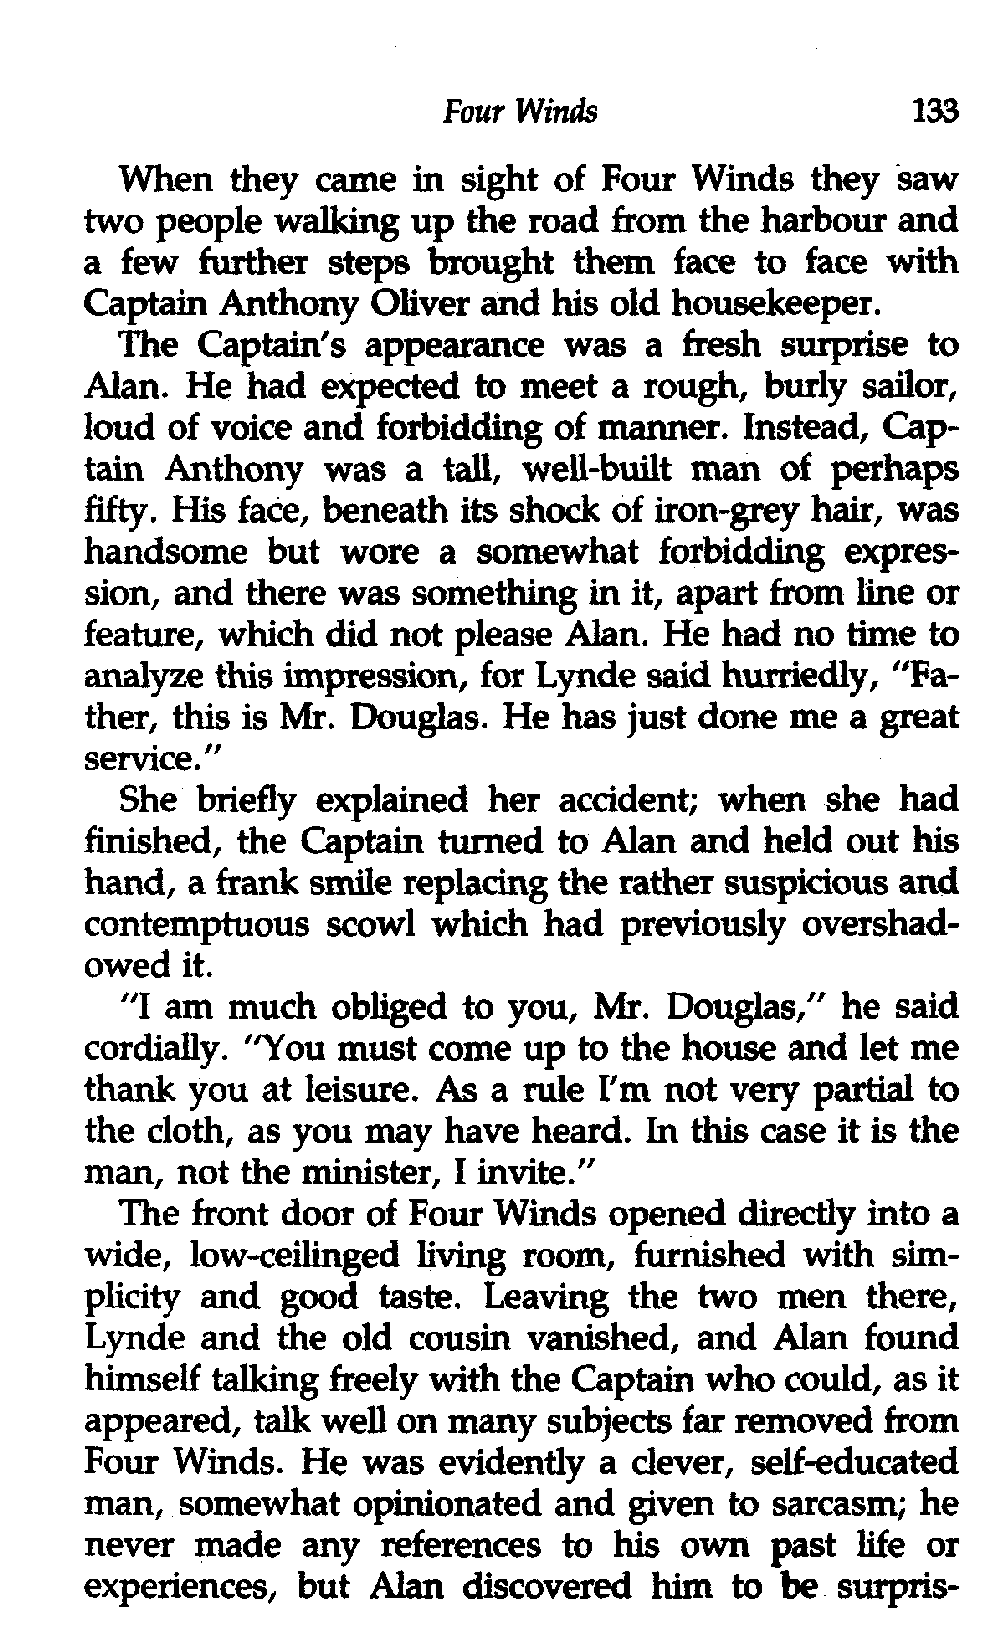 Four Winds 133
When they came in sight of Four Winds they saw
two people walking up the road from the harbour and
a few further steps brought them face to face with
Captain Anthony Oliver and his old housekeeper.
The Captain's appearance was a fresh surprise to
Alan. He had expected to meet a rough, burly sailor,
loud of voice and forbidding of manner. Instead, Cap-
tain Anthony was a tall, well-built man of perhaps
fifty. His face, beneath its shock of iron-grey hair, was
handsome but wore a somewhat forbidding expres-
sion, and there was something in it, apart from line or
feature, which did not please Alan. He had no time to
analyze this impression, for Lynde said hurriedly, "Fa-
ther, this is Mr. Douglas. He has just done me a great
service."
She briefly explained her accident; when she had
finished, the Captain turned to Alan and held out his
hand, a frank smile replacing the rather suspicious and
contemptuous scowl which had previously overshad-
owed it.
"I am much obliged to you, Mr. Douglas," he said
cordially. "You must come up to the house and let me
thank you at leisure. As a rule I'm not very partial to
the cloth, as you may have heard. In this case it is the
man, not the minister, I invite."
The front door of Four Winds opened directly into a
wide, low-ceilinged living room, furnished with sim-
plicity and good taste. Leaving the two men there,
Lynde and the old cousin vanished, and Alan found
himself talking freely with the Captain who could, as it
appeared, talk well on many subjects far removed from
Four Winds. He was evidently a clever, self-educated
man, somewhat opinionated and given to sarcasm; he
never made any references to his own past life or
experiences, but Alan discovered him to be surpris-